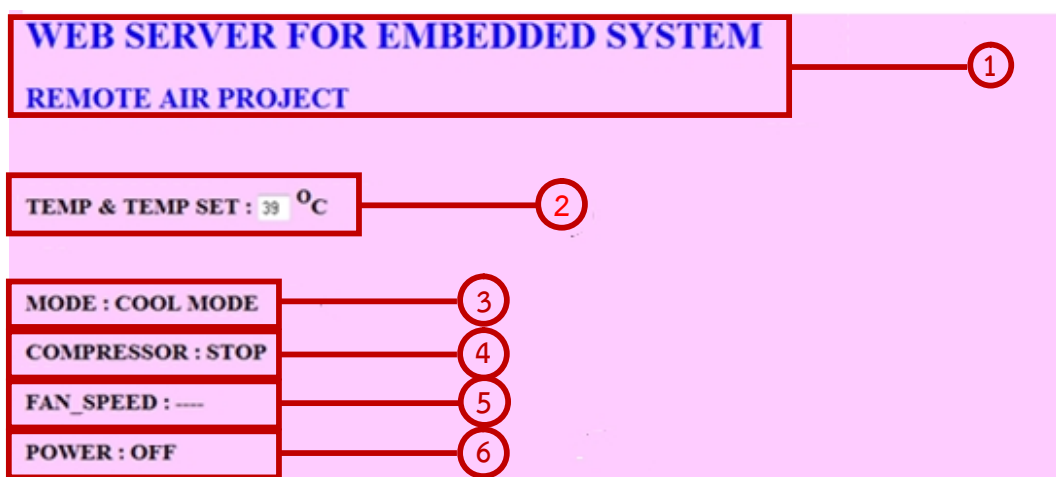 WEB SERVER FOR EMBEDDED SYSTEM
1
REMOTE AIR PROJECT
TEMP & TEMP SET : 39 °C
2
MODE : COOL MODE
3
COMPRESSOR : STOP
4
FAN_SPEED : ----
5
POWER : OFF
6